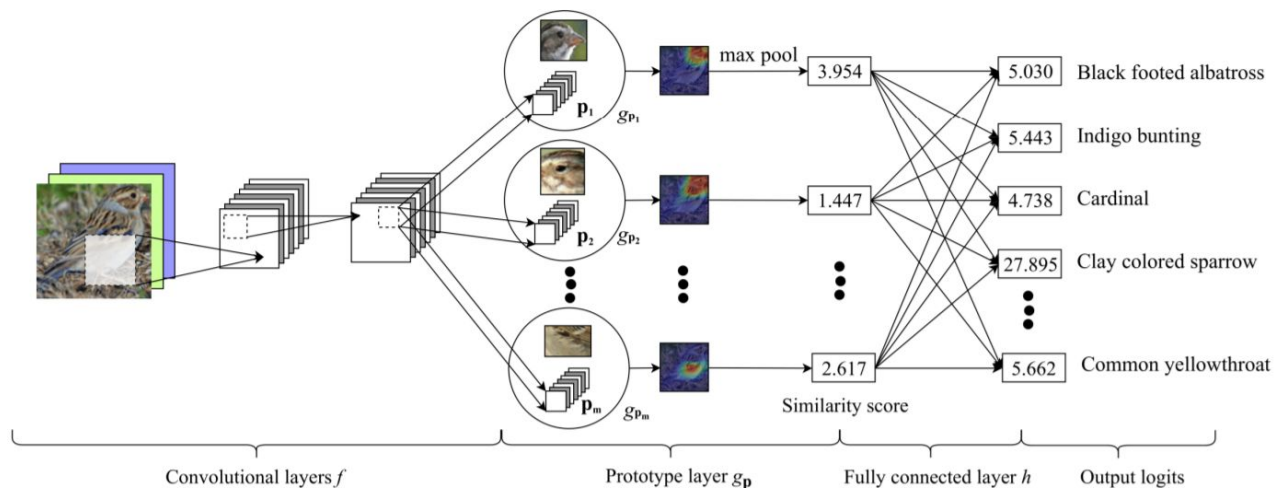 max pool
p1
gp1
3.954
5.030
Black footed albatross
5.443
Indigo bunting
p2
gp2
1.447
4.738
Cardinal
27.895
Clay colored sparrow
pm
gpm
2.617
5.662
Common yellowthroat
Similarity score
Convolutional layers f
Prototype layer gp
Fully connected layer h
Output logits